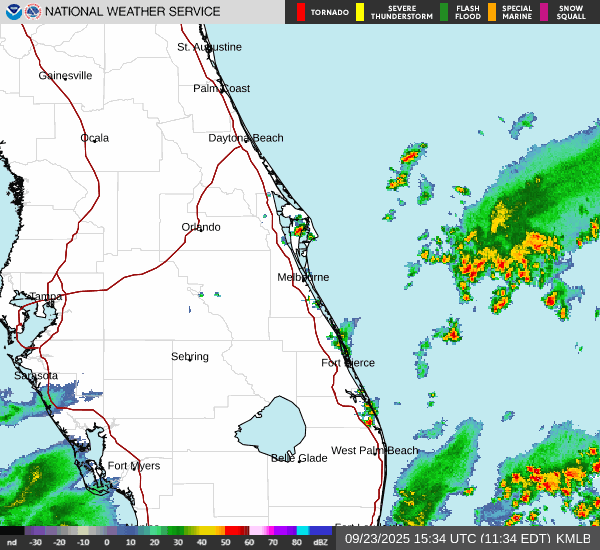 NATIONAL WEATHER SERVICE
TORNADO
SEVERE THUNDERSTORM
FLASH FLOOD
SPECIAL MARINE
SNOW SQUALL
St. Augustine
Gainesville
Palm Coast
Ocala
Daytona Beach
Orlando
Melbourne
Tampa
Sebring
Fort Pierce
Sarasota
West Palm Beach
Belle Glade
Fort Myers
nd -30 -20 -10 0 10 20 30 40 50 60 70 80 dBZ
09/23/2025 15:34 UTC (11:34 EDT) KMLB